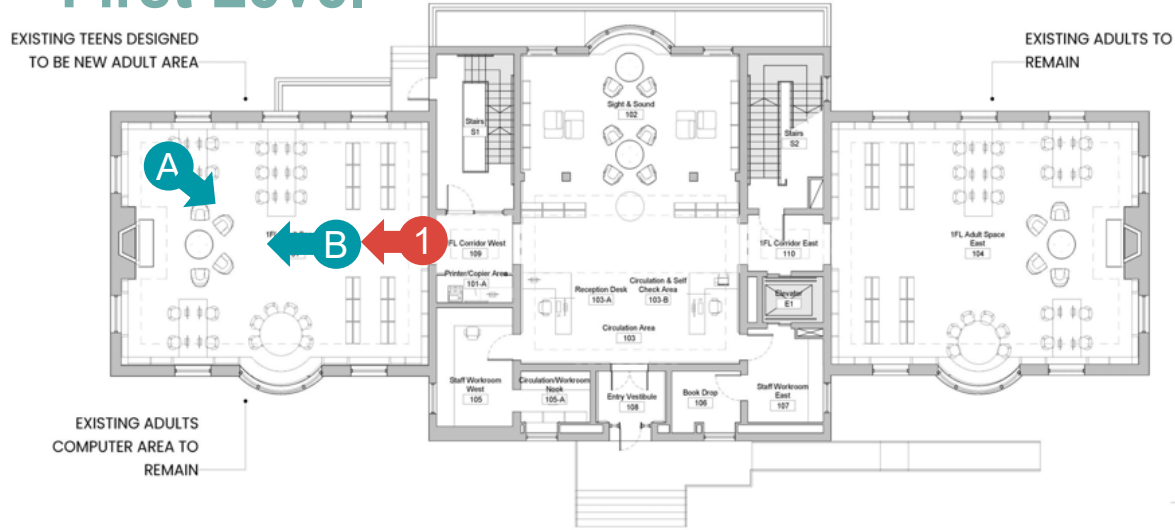 First Level
EXISTING TEENS DESIGNED
TO BE NEW ADULT AREA
EXISTING ADULTS TO
REMAIN
Sight & Sound
102
Stairs
S1
Stairs
S2
A
B
1
1FL
FL Corridor West
109
1FL Corridor East
110
1FL Adult Space
East
104
Printer/Copier Area
101-A
Reception Desk
103-A
Circulation & Self
Check Area
103-B
Elevator
E1
Circulation Area
103
Staff Workroom
West
105
Circulation/Workroom
Nook
105-A
Entry Vestibule
108
Book Drop
106
Staff Workroom
East
107
EXISTING ADULTS
COMPUTER AREA TO
REMAIN